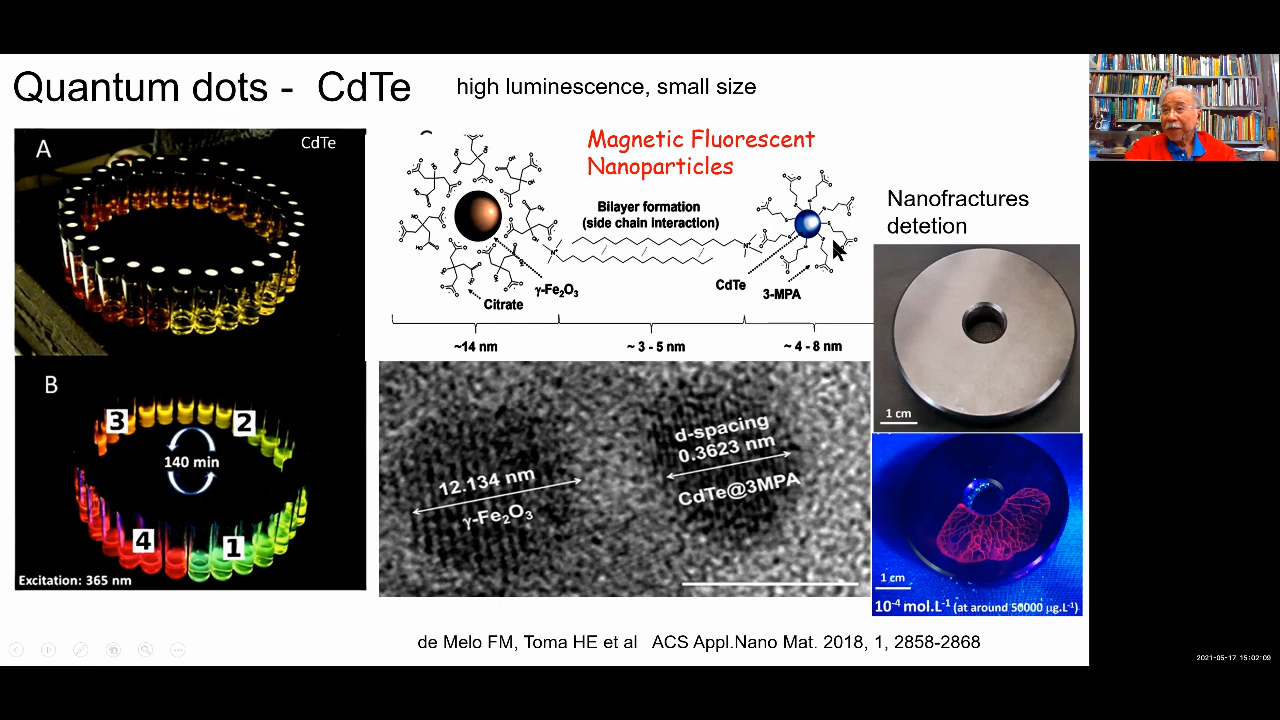 Quantum dots - CdTe
high luminescence, small size
A
CdTe
B
3
2
140 min
4
1
Excitation: 365 nm
Magnetic Fluorescent
Nanoparticles
Bilayer formation
(side chain interaction)
γ-Fe₂O₃
Citrate
CdTe
3-MPA
~14 nm
~ 3 - 5 nm
~ 4 - 8 nm
12.134 nm
γ-Fe₂O₃
d-spacing
0.3623 nm
CdTe@3MPA
Nanofractures
detetion
1 cm
1 cm
10⁻⁴ mol.L⁻¹ (at around 50000 µg.L⁻¹)
de Melo FM, Toma HE et al ACS Appl.Nano Mat. 2018, 1, 2858-2868
2021-05-17 15:02:09